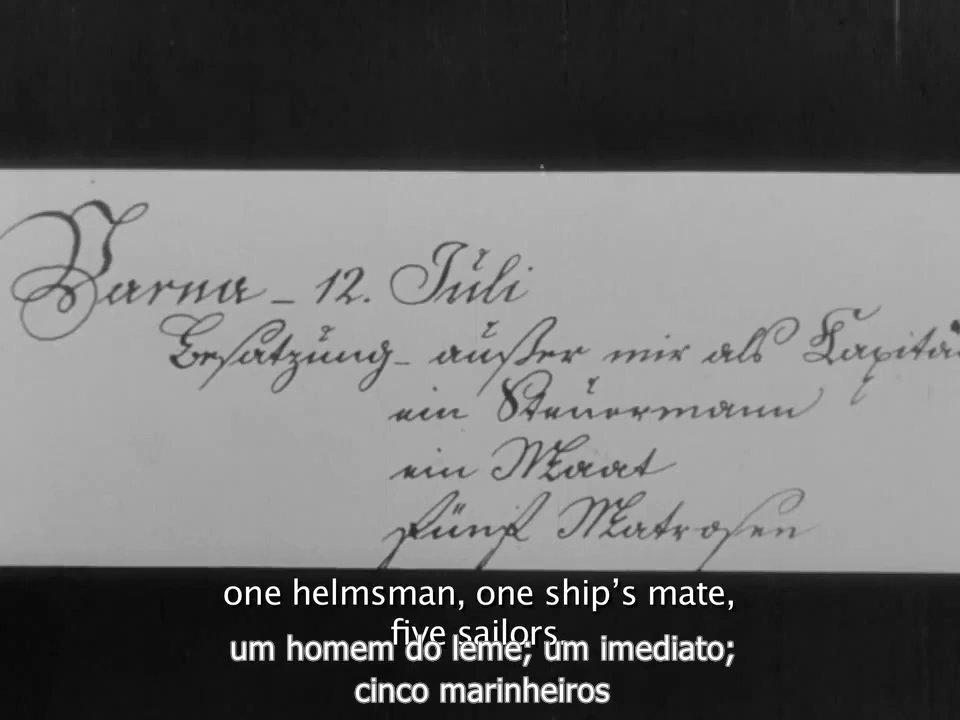 Varna – 12. Juli
Besatzung – außer mir als Kapitä
ein Steuermann
ein Maat
fünf Matrosen
one helmsman, one ship’s mate,
five sailors.
um homem do leme; um imediato;
cinco marinheiros